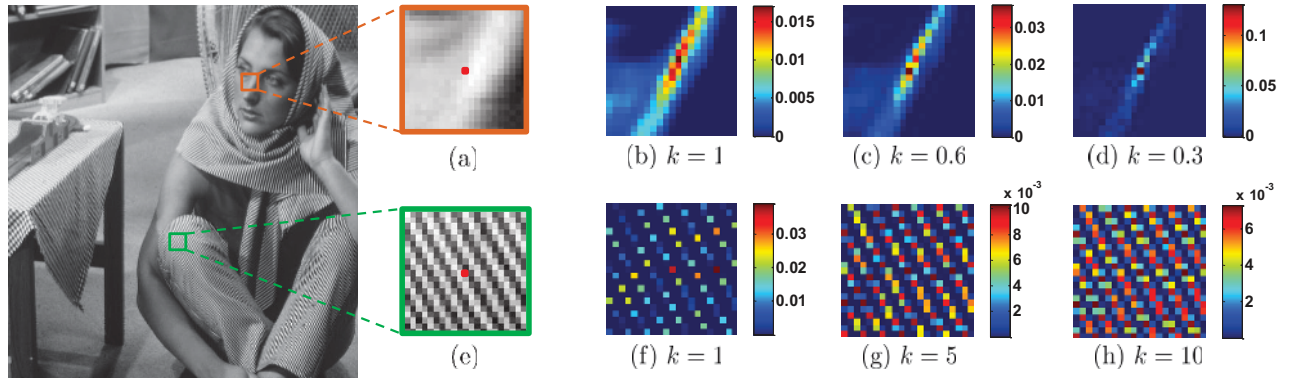 0.015
0.01
0.005
0
0.03
0.02
0.01
0
0.1
0.05
0
(a)
(b) k = 1
(c) k = 0.6
(d) k = 0.3
0.03
0.02
0.01
x 10⁻³
10
8
6
4
2
x 10⁻³
6
4
2
(e)
(f) k = 1
(g) k = 5
(h) k = 10